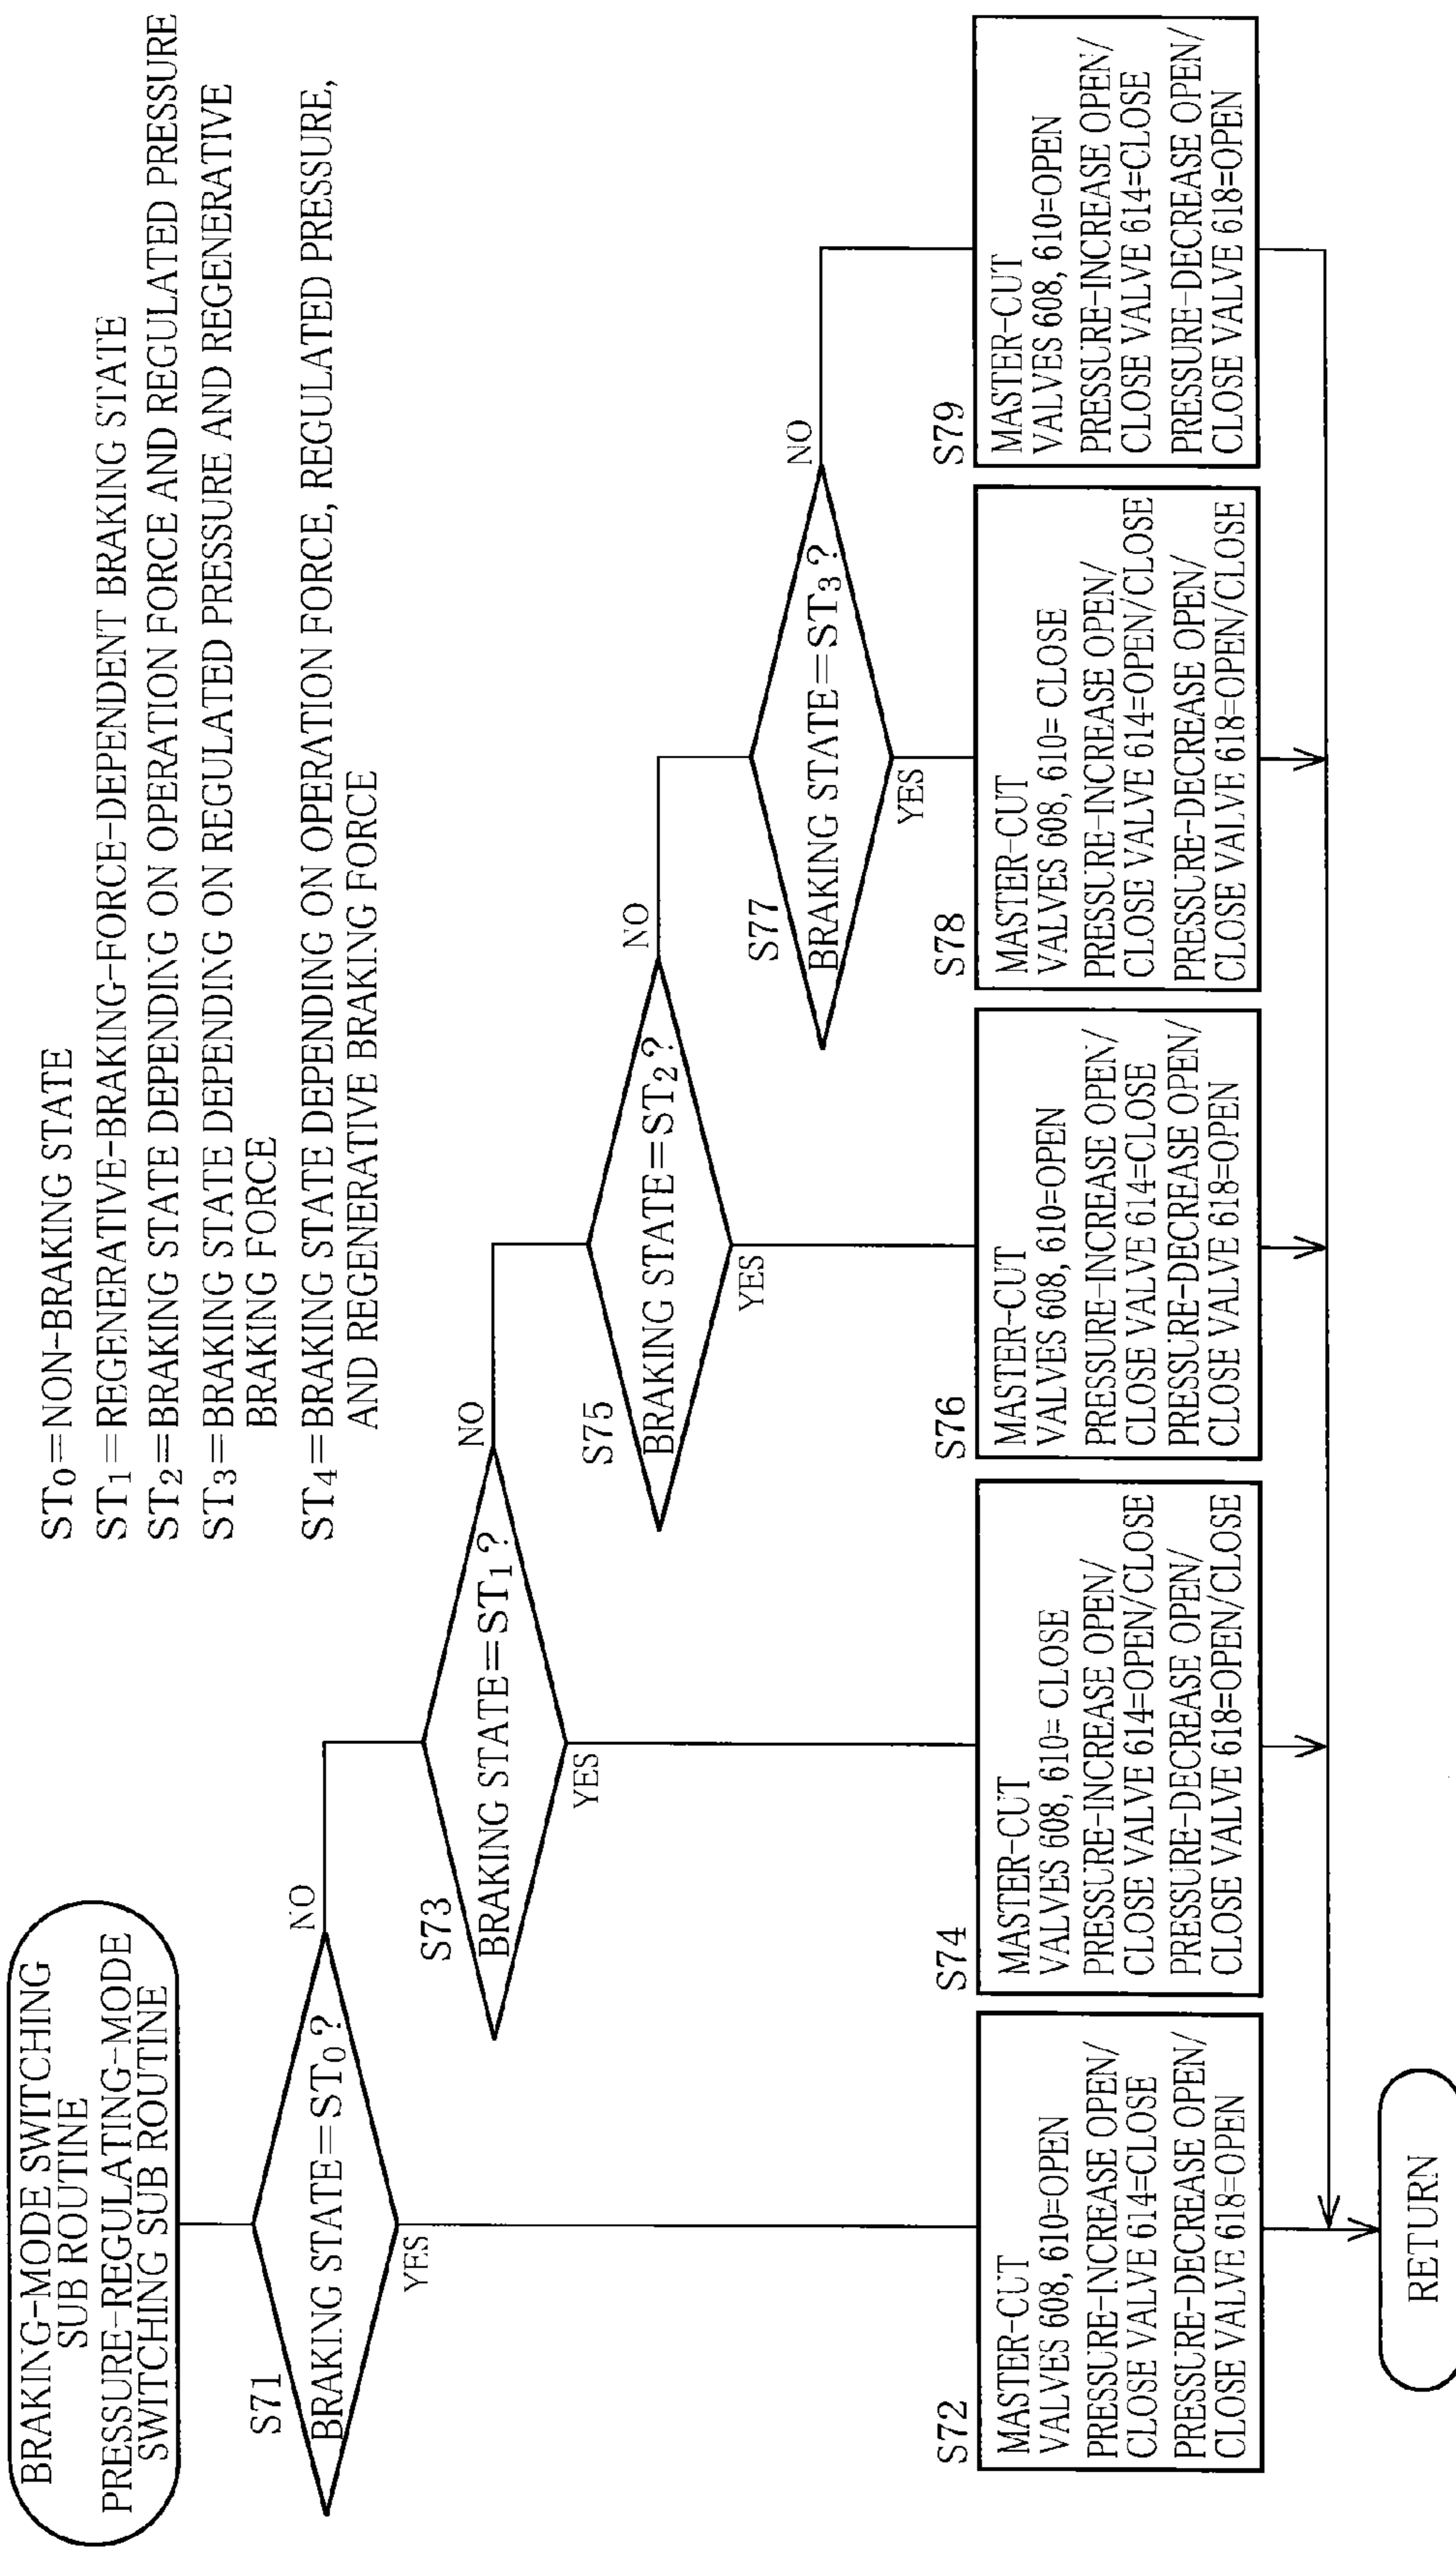 BRAKING-MODE SWITCHING
SUB ROUTINE
PRESSURE-REGULATING-MODE
SWITCHING SUB ROUTINE
ST0=NON-BRAKING STATE
ST1=REGENERATIVE-BRAKING-FORCE-DEPENDENT BRAKING STATE
ST2=BRAKING STATE DEPENDING ON OPERATION FORCE AND REGULATED PRESSURE
ST3=BRAKING STATE DEPENDING ON REGULATED PRESSURE AND REGENERATIVE
BRAKING FORCE
ST4=BRAKING STATE DEPENDING ON OPERATION FORCE, REGULATED PRESSURE,
AND REGENERATIVE BRAKING FORCE
S71
BRAKING STATE=ST0?
NO
YES
S73
BRAKING STATE=ST1?
NO
YES
S75
BRAKING STATE=ST2?
NO
YES
S77
BRAKING STATE=ST3?
NO
YES
S72
MASTER-CUT
VALVES 608, 610=OPEN
PRESSURE-INCREASE OPEN/
CLOSE VALVE 614=CLOSE
PRESSURE-DECREASE OPEN/
CLOSE VALVE 618=OPEN
S74
MASTER-CUT
VALVES 608, 610= CLOSE
PRESSURE-INCREASE OPEN/
CLOSE VALVE 614=OPEN/CLOSE
PRESSURE-DECREASE OPEN/
CLOSE VALVE 618=OPEN/CLOSE
S76
MASTER-CUT
VALVES 608, 610=OPEN
PRESSURE-INCREASE OPEN/
CLOSE VALVE 614=CLOSE
PRESSURE-DECREASE OPEN/
CLOSE VALVE 618=OPEN
S78
MASTER-CUT
VALVES 608, 610= CLOSE
PRESSURE-INCREASE OPEN/
CLOSE VALVE 614=OPEN/CLOSE
PRESSURE-DECREASE OPEN/
CLOSE VALVE 618=OPEN/CLOSE
S79
MASTER-CUT
VALVES 608, 610=OPEN
PRESSURE-INCREASE OPEN/
CLOSE VALVE 614=CLOSE
PRESSURE-DECREASE OPEN/
CLOSE VALVE 618=OPEN
RETURN